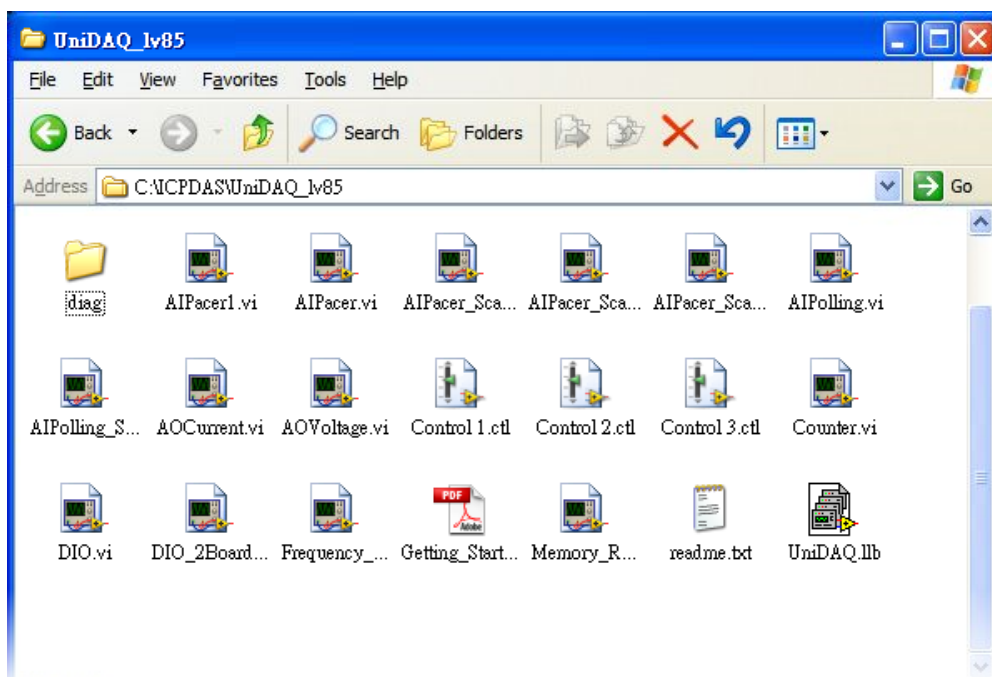 UniDAQ_lv85
File Edit View Favorites Tools Help
Back Search Folders
Address C:\ICPDAS\UniDAQ_lv85 Go
diag AIPacer1.vi AIPacer.vi AIPacer_Sca... AIPacer_Sca... AIPacer_Sca... AIPolling.vi
AIPolling_S... AOCurrent.vi AOVoltage.vi Control 1.ctl Control 2.ctl Control 3.ctl Counter.vi
PDF
Adobe
DIO.vi DIO_2Board... Frequency_... Getting_Start... Memory_R... readme.txt UniDAQ.llb